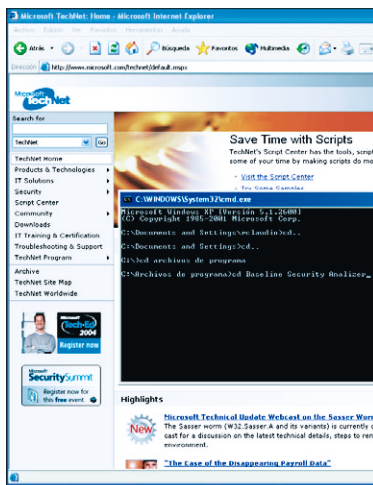 Microsoft TechNet: Home - Microsoft Internet Explorer
Archivo Edición Ver Favoritos Herramientas Ayuda
Atrás Búsqueda Favoritos Multimedia
Dirección http://www.microsoft.com/technet/default.mspx
Microsoft TechNet
Search for
TechNet Go
TechNet Home
Products & Technologies
IT Solutions
Security
Script Center
Community
Downloads
IT Training & Certification
Troubleshooting & Support
TechNet Program
Archive
TechNet Site Map
TechNet Worldwide
Microsoft
Tech·Ed
2004
Register now
Microsoft
SecuritySummit
Register now for
this free event
Save Time with Scripts
TechNet's Script Center has the tools, script
some of your time by making scripts do mo
Visit the Script Center
Try Some Samples
C:\WINDOWS\System32\cmd.exe
Microsoft Windows XP [Versión 5.1.2600]
(C) Copyright 1985-2001 Microsoft Corp.
C:\Documents and Settings\mclaudio>cd..
C:\Documents and Settings>cd..
C:\>cd archivos de programa
C:\Archivos de programa>cd Baseline Security Analizer_
Highlights
Microsoft Technical Update Webcast on the Sasser Worm
New
The Sasser worm (W32.Sasser.A and its variants) is currently c
cast for a discussion on the latest technical details, steps to rem
environment.
"The Case of the Disappearing Payroll Data"